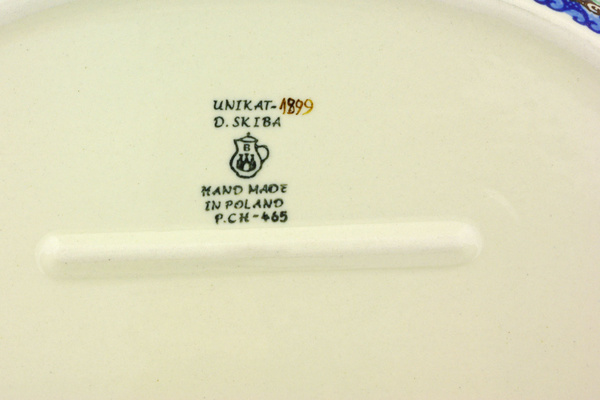 UNIKAT-1899
D. SKIBA
B
HAND MADE
IN POLAND
P.CH-465